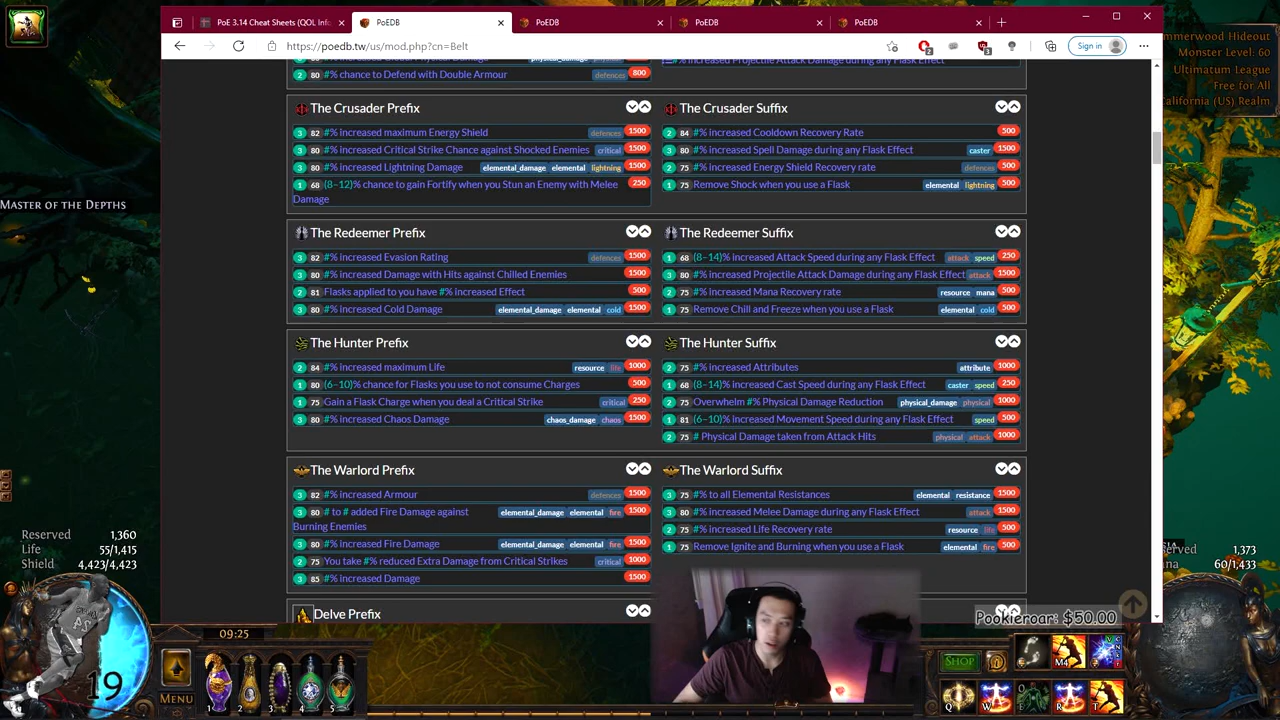 PoE 3.14 Cheat Sheets (QOL Info
PoEDB
PoEDB
PoEDB
PoEDB
https://poedb.tw/us/mod.php?cn=Belt
Sign in
mmerwood Hideout
Monster Level: 60
Ultimatum League
Free for All
California (US) Realm
Master of the Depths
2 80 #% chance to Defend with Double Armour defences 800
#% increased Projectile Attack Damage during any Flask Effect
The Crusader Prefix
3 82 #% increased maximum Energy Shield defences 1500
3 80 #% increased Critical Strike Chance against Shocked Enemies critical 1500
3 80 #% increased Lightning Damage elemental_damage elemental lightning 1500
1 68 (8–12)% chance to gain Fortify when you Stun an Enemy with Melee 250
Damage
The Crusader Suffix
2 84 #% increased Cooldown Recovery Rate 500
3 80 #% increased Spell Damage during any Flask Effect caster 1500
2 75 #% increased Energy Shield Recovery rate defences 500
1 75 Remove Shock when you use a Flask elemental lightning 500
The Redeemer Prefix
3 82 #% increased Evasion Rating defences 1500
3 80 #% increased Damage with Hits against Chilled Enemies 1500
2 81 Flasks applied to you have #% increased Effect 500
3 80 #% increased Cold Damage elemental_damage elemental cold 1500
The Redeemer Suffix
1 68 (8–14)% increased Attack Speed during any Flask Effect attack speed 250
3 80 #% increased Projectile Attack Damage during any Flask Effect attack 1500
2 75 #% increased Mana Recovery rate resource mana 500
1 75 Remove Chill and Freeze when you use a Flask elemental cold 500
The Hunter Prefix
2 84 #% increased maximum Life resource life 1000
1 80 (6–10)% chance for Flasks you use to not consume Charges 500
1 75 Gain a Flask Charge when you deal a Critical Strike critical 250
3 80 #% increased Chaos Damage chaos_damage chaos 1500
The Hunter Suffix
2 75 #% increased Attributes attribute 1000
1 68 (8–14)% increased Cast Speed during any Flask Effect caster speed 250
2 75 Overwhelm #% Physical Damage Reduction physical_damage physical 1000
1 81 (6–10)% increased Movement Speed during any Flask Effect speed 500
2 75 # Physical Damage taken from Attack Hits physical attack 1000
The Warlord Prefix
3 82 #% increased Armour defences 1500
3 80 # to # added Fire Damage against elemental_damage elemental fire 1500
Burning Enemies
3 80 #% increased Fire Damage elemental_damage elemental fire 1500
2 75 You take #% reduced Extra Damage from Critical Strikes critical 1000
3 85 #% increased Damage 1500
The Warlord Suffix
3 75 #% to all Elemental Resistances elemental resistance 1500
3 80 #% increased Melee Damage during any Flask Effect attack 1500
2 75 #% increased Life Recovery rate resource life 500
1 75 Remove Ignite and Burning when you use a Flask elemental fire 500
Delve Prefix
Pookieroar: $50.00
Reserved 1,360
Life 55/1,415
Shield 4,423/4,423
19
09:25
Menu
1 2 3 4 5
served 1,373
na 60/1,433
Shop
M4
Q W E R T